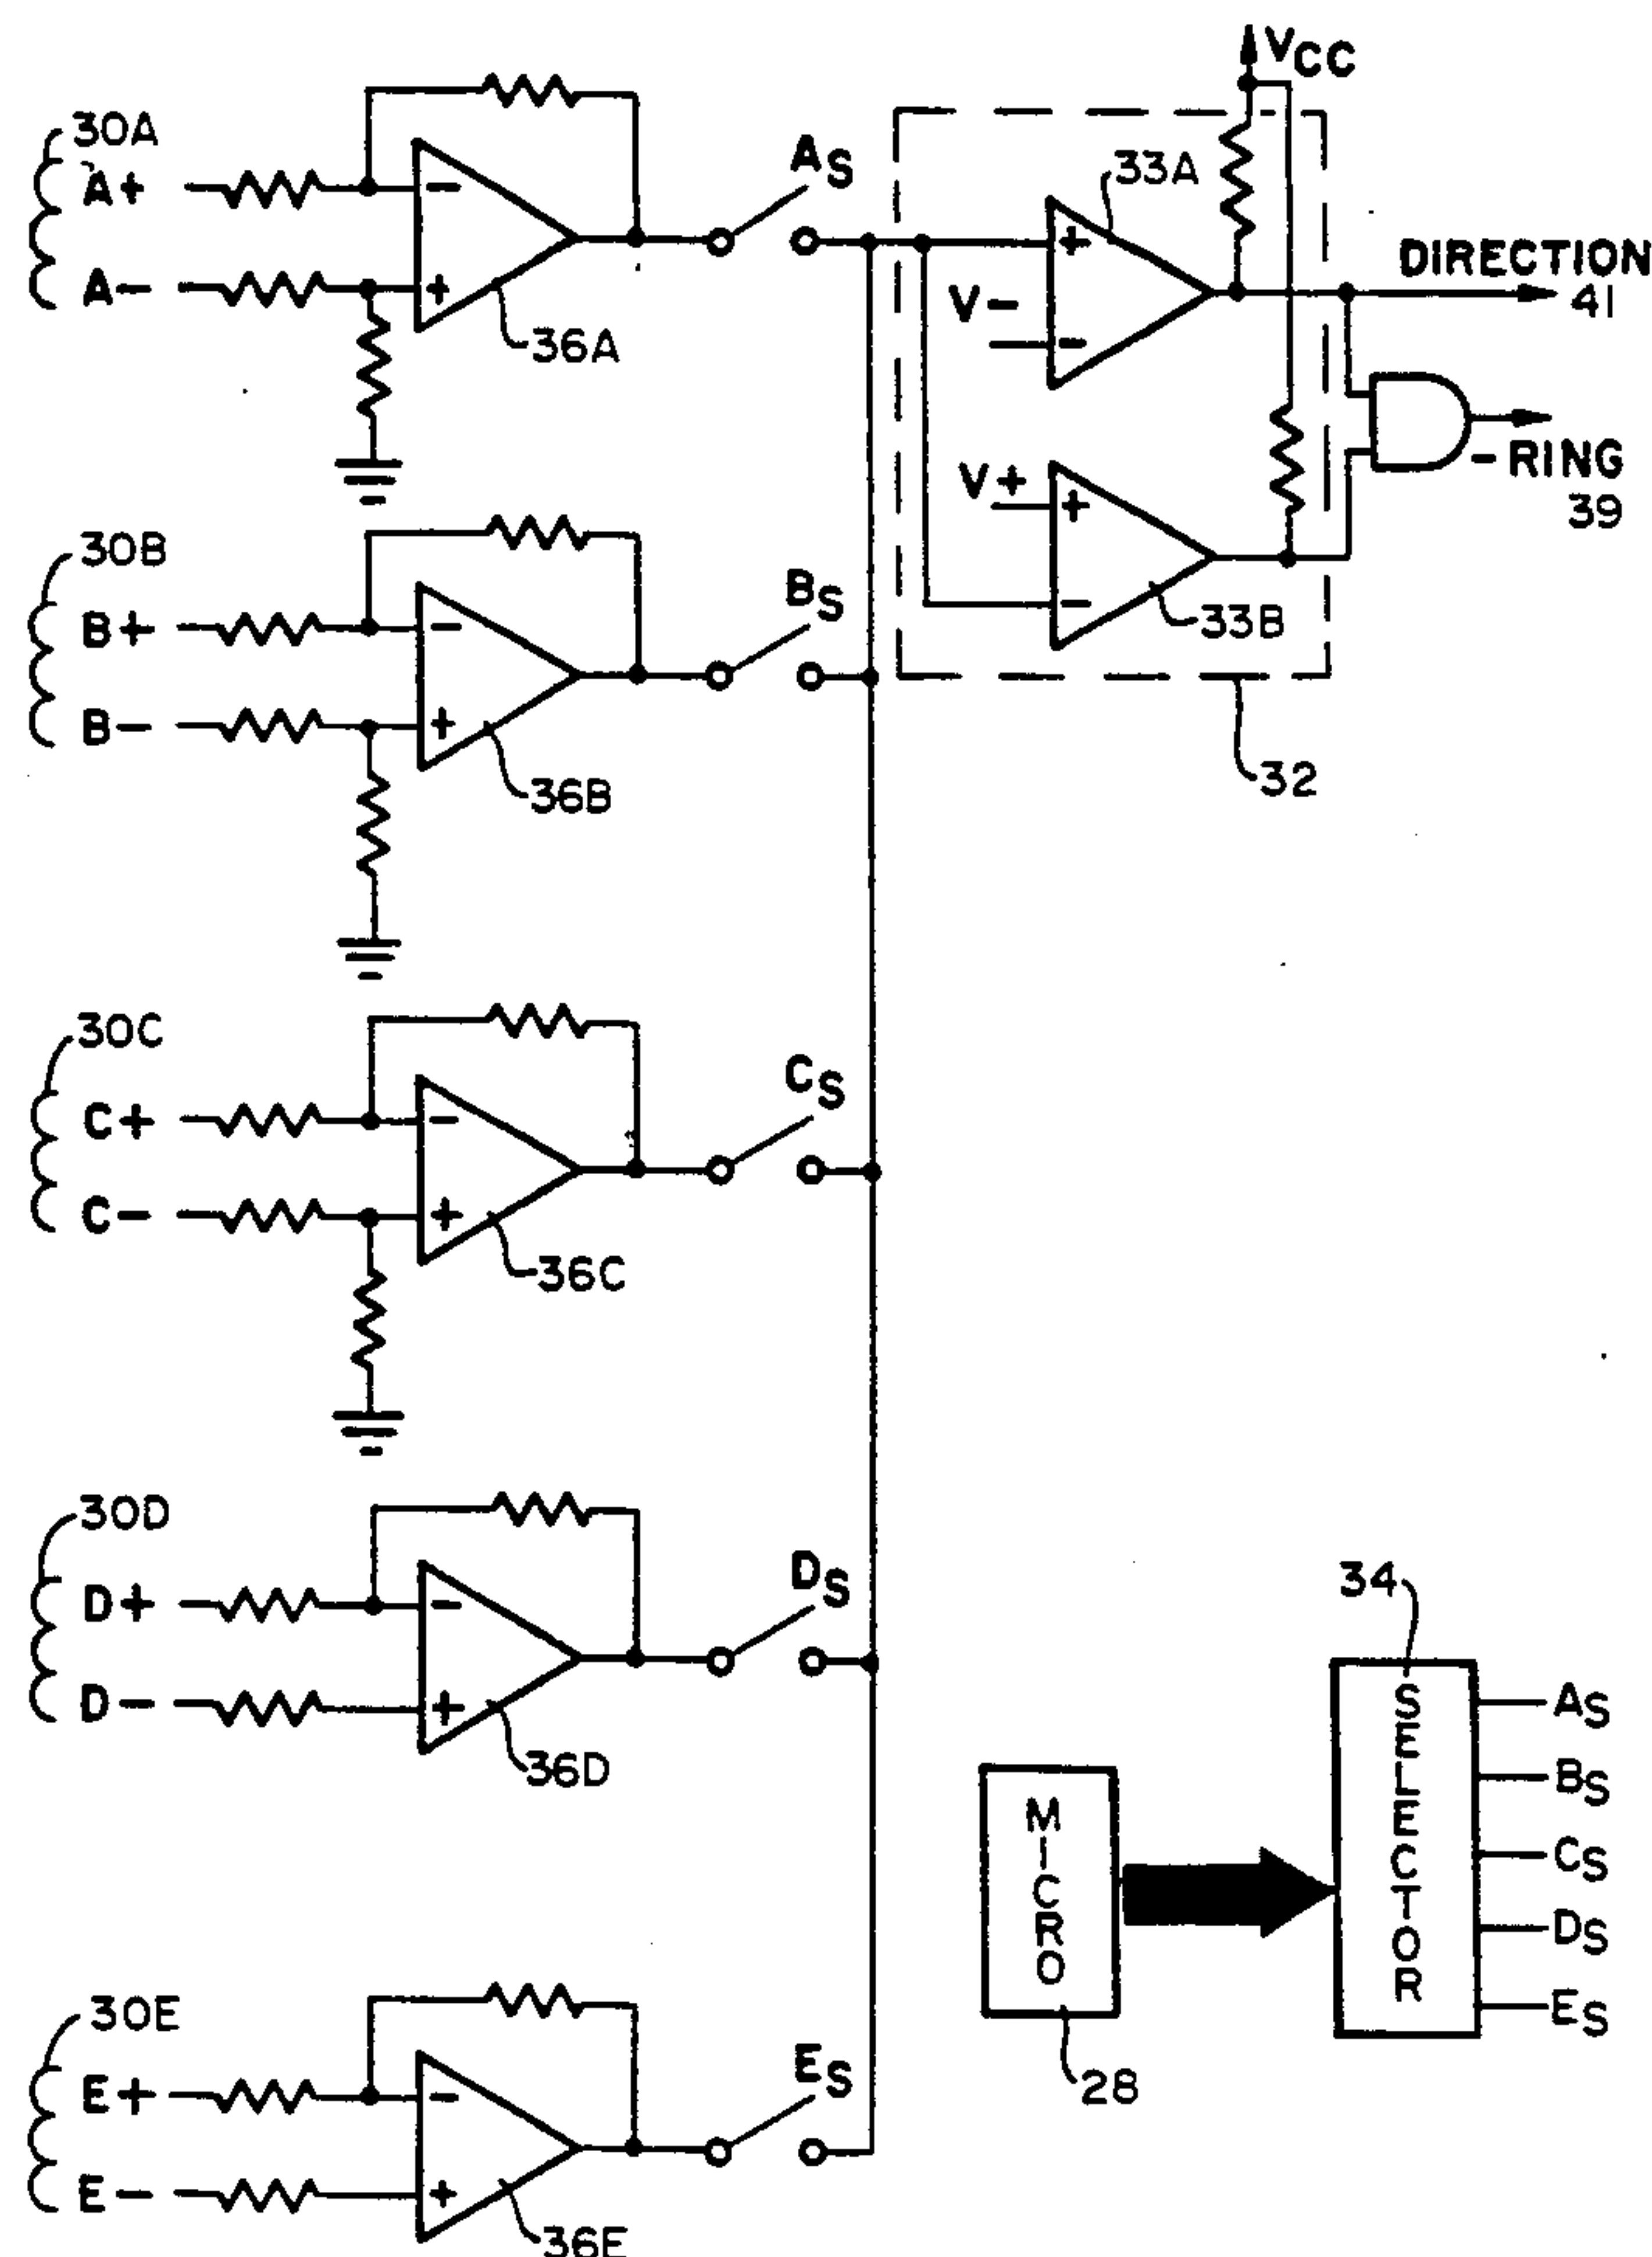 30A
A+
A−
−
+
36A
AS
VCC
33A
+
V−
−
DIRECTION
41
V+
+
−
33B
-RING
39
32
30B
B+
B−
−
+
36B
BS
30C
C+
C−
−
+
36C
CS
30D
D+
D−
−
+
36D
DS
30E
E+
E−
−
+
36E
ES
MICRO
28
34
SELECTOR
AS
BS
CS
DS
ES